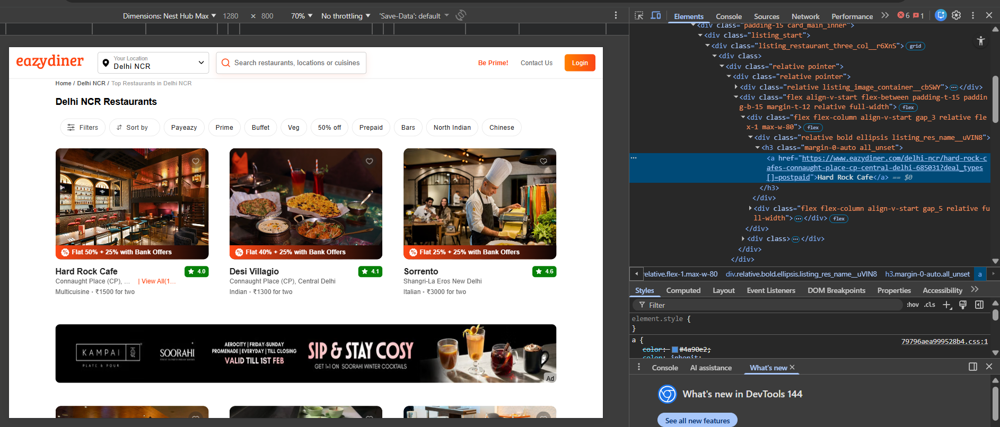 Dimensions: Nest Hub Max ▼ 1280 × 800 70% ▼ No throttling ▼ 'Save-Data': default ▼
eazydiner
Your Location
Delhi NCR
Search restaurants, locations or cuisines
Be Prime! Contact Us Login
Home / Delhi NCR / Top Restaurants in Delhi NCR
Delhi NCR Restaurants
Filters Sort by Payeazy Prime Buffet Veg 50% off Prepaid Bars North Indian Chinese
Flat 50% + 25% with Bank Offers
Hard Rock Cafe 4.0
Connaught Place (CP), ... | View All(1...
Multicuisine • ₹1500 for two
Flat 40% + 25% with Bank Offers
Desi Villagio 4.1
Connaught Place (CP), Central Delhi
Indian • ₹1300 for two
Flat 25% + 25% with Bank Offers
Sorrento 4.6
Shangri-La Eros New Delhi
Italian • ₹3000 for two
KAMPAI
PLATE & POUR
SOORAHI
AEROCITY | FRIDAY-SUNDAY
PROMENADE | EVERYDAY | TILL CLOSING
VALID TILL 1ST FEB
SIP & STAY COSY
GET 1+1 ON SOORAHI WINTER COCKTAILS
Ad
Elements Console Sources Network Performance 6 1
<div class="padding-15 card_main_inner">
<div class="listing_start">
<div class="listing_restaurant_three_col__r6XnS"> grid
<div class>
<div class="relative pointer">
<div class="relative pointer">
<div class="relative listing_image_container__cbSWY"> ⋯ </div>
<div class="flex align-v-start flex-between padding-t-15 paddin
g-b-15 margin-t-12 relative full-width"> flex
<div class="flex flex-column align-v-start gap_3 relative fle
x-1 max-w-80"> flex
<div class="relative bold ellipsis listing_res_name__uVIN8">
<h3 class="margin-0-auto all_unset">
<a href="https://www.eazydiner.com/delhi-ncr/hard-rock-c
afes-connaught-place-cp-central-delhi-685031?deal_types
[]=postpaid">Hard Rock Cafe</a> == $0
</h3>
</div>
<div class="flex flex-column align-v-start gap_5 relative fu
ll-width"> ⋯ </div> flex
</div>
<div class> ⋯ </div>
</div>
</div>
relative.flex-1.max-w-80 div.relative.bold.ellipsis.listing_res_name__uVIN8 h3.margin-0-auto.all_unset a
Styles Computed Layout Event Listeners DOM Breakpoints Properties Accessibility
Filter :hov .cls
element.style {
}
a { 79796aea999528b4.css:1
color: #4a90e2;
color: inherit;
Console AI assistance What's new
What's new in DevTools 144
See all new features